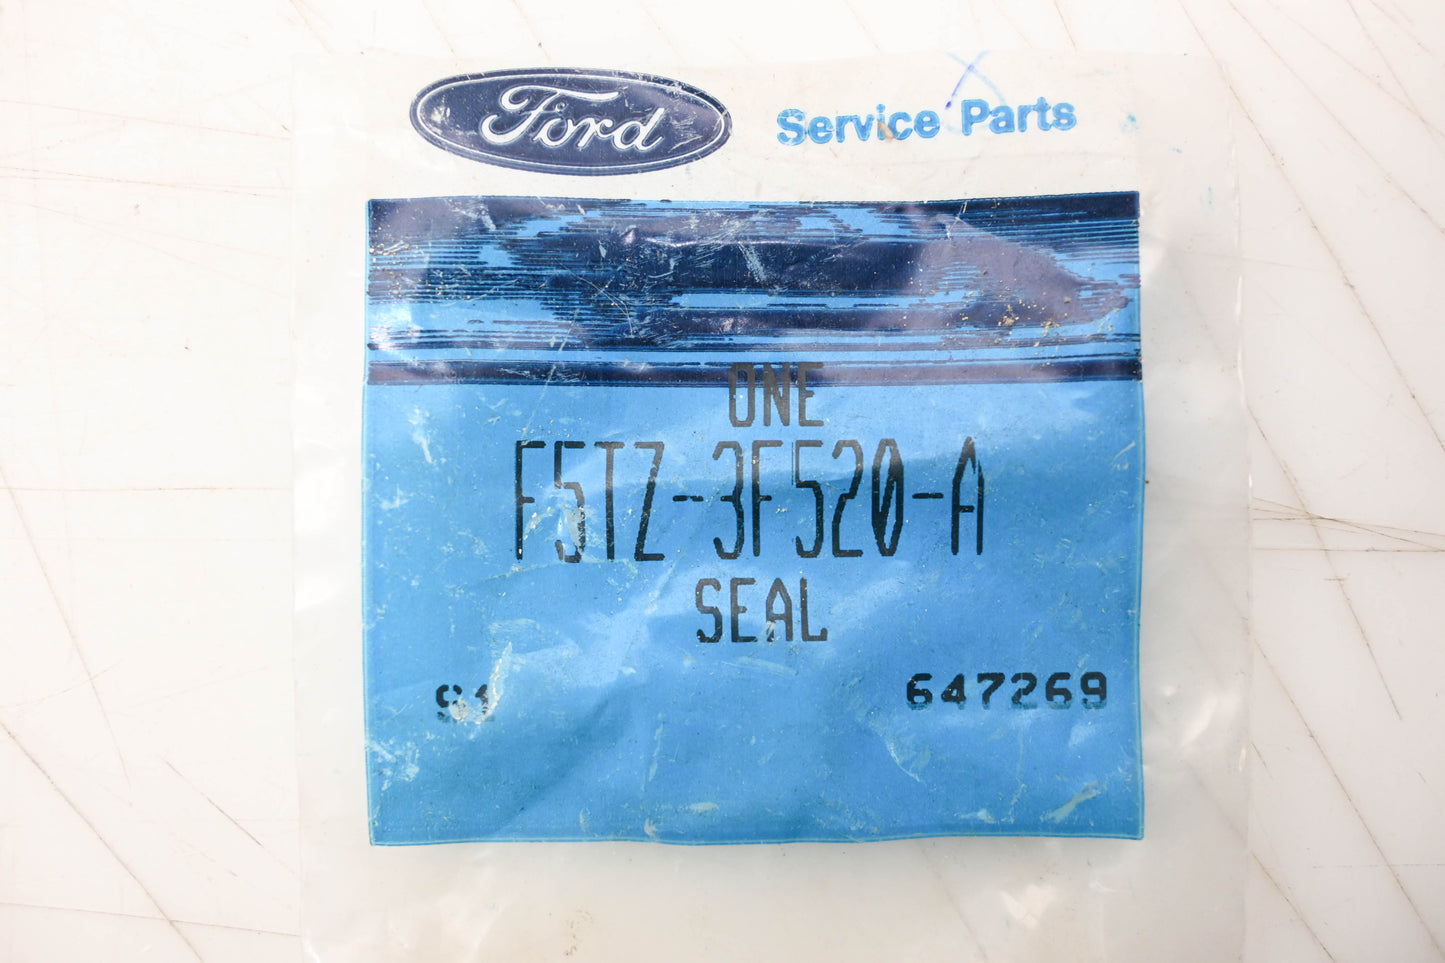 Ford Service Parts
ONE
F5TZ-3F520-A
SEAL
647269